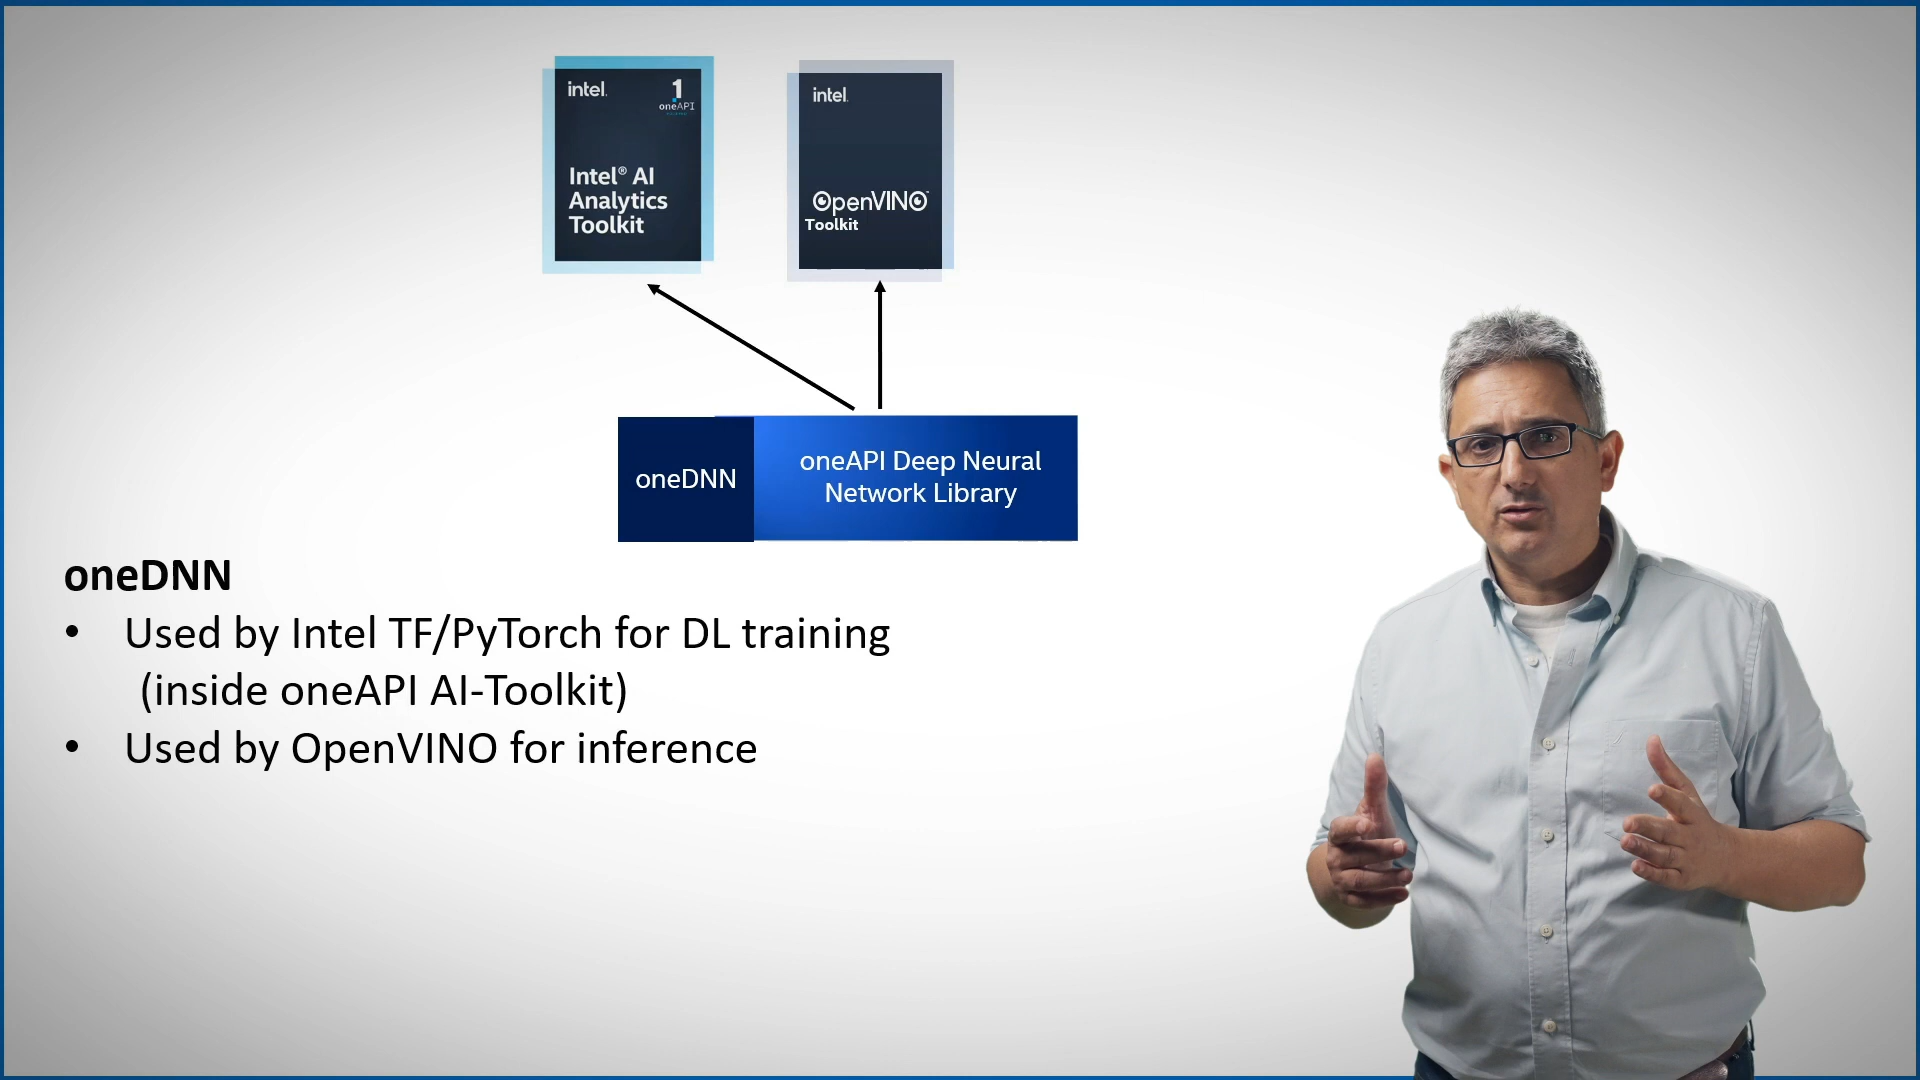 intel.
1
oneAPI
Intel® AI
Analytics
Toolkit
intel.
OpenVINO™
Toolkit
oneDNN
oneAPI Deep Neural
Network Library
oneDNN
• Used by Intel TF/PyTorch for DL training
(inside oneAPI AI-Toolkit)
• Used by OpenVINO for inference